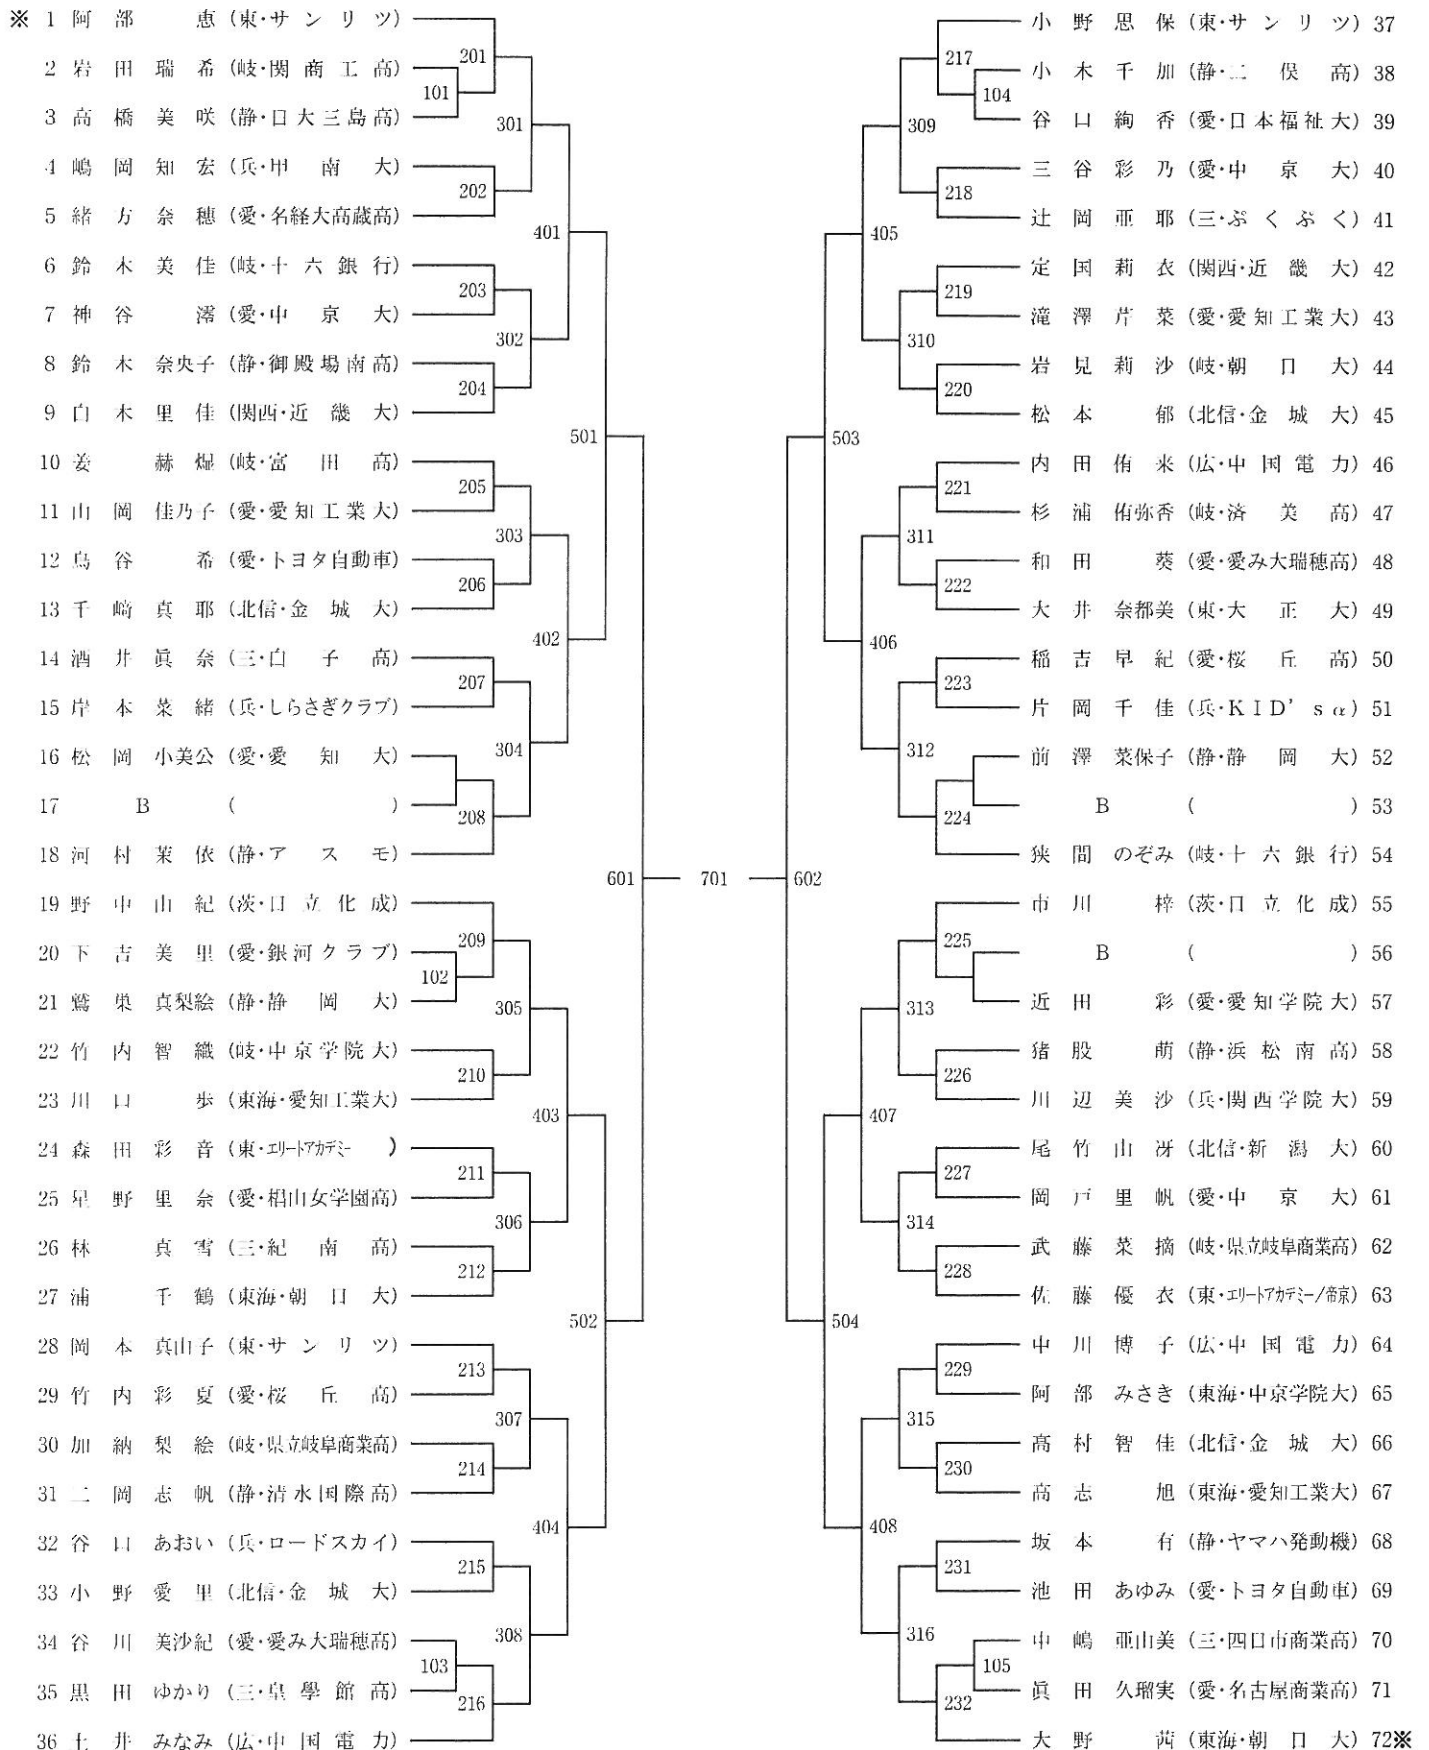 ※ 1 阿部 恵 (東·サンリツ)
2 岩田瑞希 (岐·関商工高)
3 高橋美咲 (静·日大三島高)
4 嶋岡知宏 (兵·甲南大)
5 緒方奈穂 (愛·名経大高蔵高)
6 鈴木美佳 (岐·十六銀行)
7 神谷 澪 (愛·中京大)
8 鈴木奈央子 (静·御殿場南高)
9 白木里佳 (関西·近畿大)
10 姜 赫 (岐·富田高)
11 山岡佳乃子 (愛·愛知工業大)
12 鳥谷 希 (愛·トヨタ自動車)
13 千﨑真耶 (北信·金城大)
14 酒井眞奈 (三·白子高)
15 岸本菜緒 (兵·しらさぎクラブ)
16 松岡小美公 (愛·愛知大)
17 B ( )
18 河村茉依 (静·アスモ)
19 野中由紀 (茨·日立化成)
20 下吉美里 (愛·銀河クラブ)
21 鷲巣真梨絵 (静·静岡大)
22 竹内智織 (岐·中京学院大)
23 川口 歩 (東海·愛知工業大)
24 森田彩音 (東·エリートアカデミー)
25 星野里奈 (愛·椙山女学園高)
26 林 真雪 (三·紀南高)
27 浦 千鶴 (東海·朝日大)
28 岡本真由子 (東·サンリツ)
29 竹内彩夏 (愛·桜丘高)
30 加納梨絵 (岐·県立岐阜商業高)
31 二岡志帆 (静·清水国際高)
32 谷口あおい (兵·ロードスカイ)
33 小野愛里 (北信·金城大)
34 谷川美沙紀 (愛·愛み大瑞穂高)
35 黒田ゆかり (三·皇學館高)
36 土井みなみ (広·中国電力)
101
102
103
201
202
203
204
205
206
207
208
209
210
211
212
213
214
215
216
301
302
303
304
305
306
307
308
401
402
403
404
501
502
601
701
602
503
504
405
406
407
408
309
310
311
312
313
314
315
316
217
218
219
220
221
222
223
224
225
226
227
228
229
230
231
232
104
105
小野思保 (東·サンリツ) 37
小木千加 (静·二俣高) 38
谷口絢香 (愛·日本福祉大) 39
三谷彩乃 (愛·中京大) 40
辻岡亜耶 (三·ぷくぷく) 41
定国莉衣 (関西·近畿大) 42
滝澤芹菜 (愛·愛知工業大) 43
岩見莉沙 (岐·朝日大) 44
松本 郁 (北信·金城大) 45
内田侑来 (広·中国電力) 46
杉浦侑弥香 (岐·済美高) 47
和田 葵 (愛·愛み大瑞穂高) 48
大井奈都美 (東·大正大) 49
稲吉早紀 (愛·桜丘高) 50
片岡千佳 (兵·KID's α) 51
前澤菜保子 (静·静岡大) 52
B ( ) 53
狭間のぞみ (岐·十六銀行) 54
市川 梓 (茨·日立化成) 55
B ( ) 56
近田 彩 (愛·愛知学院大) 57
猪股 萌 (静·浜松南高) 58
川辺美沙 (兵·関西学院大) 59
尾竹山冴 (北信·新潟大) 60
岡戸里帆 (愛·中京大) 61
武藤菜摘 (岐·県立岐阜商業高) 62
佐藤優衣 (東·エリートアカデミー/帝京) 63
中川博子 (広·中国電力) 64
阿部みさき (東海·中京学院大) 65
髙村智佳 (北信·金城大) 66
高志 旭 (東海·愛知工業大) 67
坂本 有 (静·ヤマハ発動機) 68
池田あゆみ (愛·トヨタ自動車) 69
中嶋亜由美 (三·四日市商業高) 70
眞田久瑠実 (愛·名古屋商業高) 71
大野 茜 (東海·朝日大) 72※